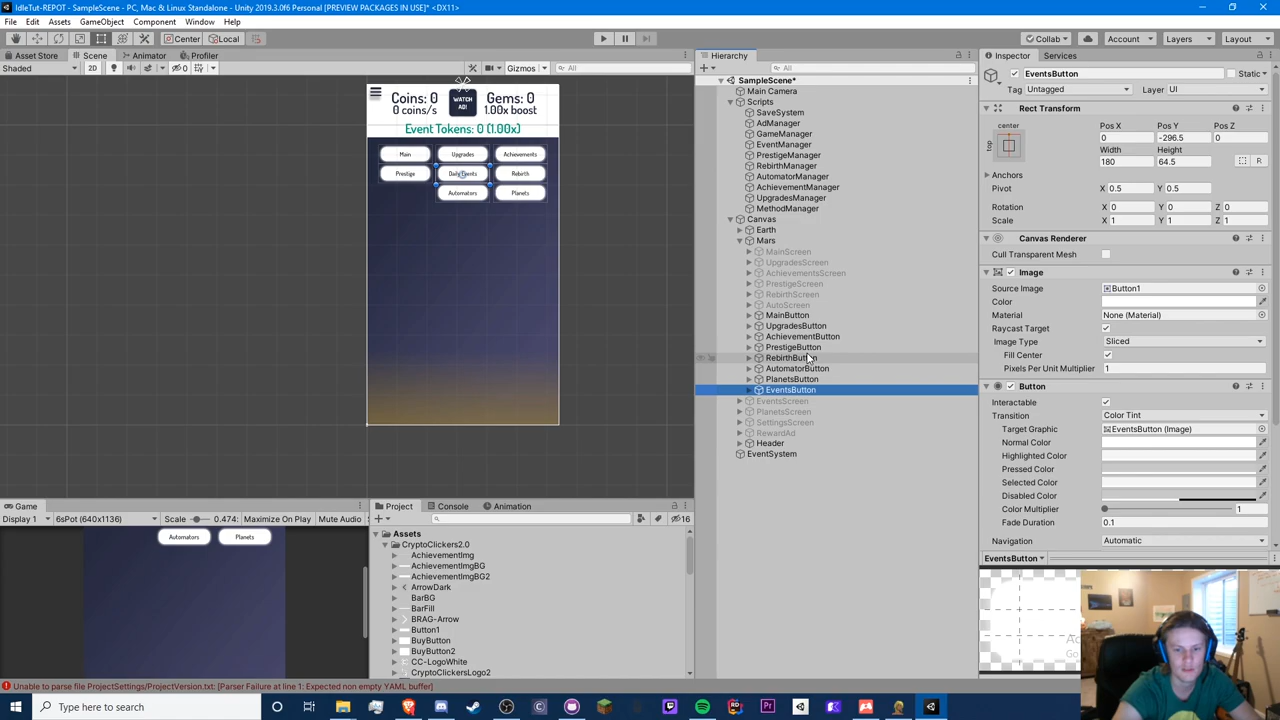 IdleTut-REPOT - SampleScene - PC, Mac & Linux Standalone - Unity 2019.3.0f6 Personal [PREVIEW PACKAGES IN USE]* <DX11>
File Edit Assets GameObject Component Window Help
Center Local Collab Account Layers Layout
Asset Store Scene Animator Profiler
Shaded 2D 0 Gizmos All
Coins: 0 WATCH AD! Gems: 0
0 coins/s 1.00x boost
Event Tokens: 0 (1.00x)
Main Upgrades Achievements
Prestige Daily Events Rebirth
Automators Planets
Hierarchy
All
SampleScene*
Main Camera
Scripts
SaveSystem
AdManager
GameManager
EventManager
PrestigeManager
RebirthManager
AutomatorManager
AchievementManager
UpgradesManager
MethodManager
Canvas
Earth
Mars
MainScreen
UpgradesScreen
AchievementsScreen
PrestigeScreen
RebirthScreen
AutoScreen
MainButton
UpgradesButton
AchievementButton
PrestigeButton
RebirthButton
AutomatorButton
PlanetsButton
EventsButton
EventsScreen
PlanetsScreen
SettingsScreen
RewardAd
Header
EventSystem
Inspector Services
EventsButton Static
Tag Untagged Layer UI
Rect Transform
center Pos X Pos Y Pos Z
top 0 -296.5 0
Width Height
180 64.5
Anchors
Pivot X 0.5 Y 0.5
Rotation X 0 Y 0 Z 0
Scale X 1 Y 1 Z 1
Canvas Renderer
Cull Transparent Mesh
Image
Source Image Button1
Color
Material None (Material)
Raycast Target
Image Type Sliced
Fill Center
Pixels Per Unit Multiplier 1
Button
Interactable
Transition Color Tint
Target Graphic EventsButton (Image)
Normal Color
Highlighted Color
Pressed Color
Selected Color
Disabled Color
Color Multiplier 1
Fade Duration 0.1
Navigation Automatic
EventsButton
Game
Display 1 6sPot (640x1136) Scale 0.474: Maximize On Play Mute Audio
Automators Planets
Project Console Animation
16
Assets
CryptoClickers2.0
AchievementImg
AchievementImgBG
AchievementImgBG2
ArrowDark
BarBG
BarFill
BRAG-Arrow
Button1
BuyButton
BuyButton2
CC-LogoWhite
CryptoClickersLogo2
Unable to parse file ProjectSettings/ProjectVersion.txt: [Parser Failure at line 1: Expected non empty YAML buffer]
Type here to search